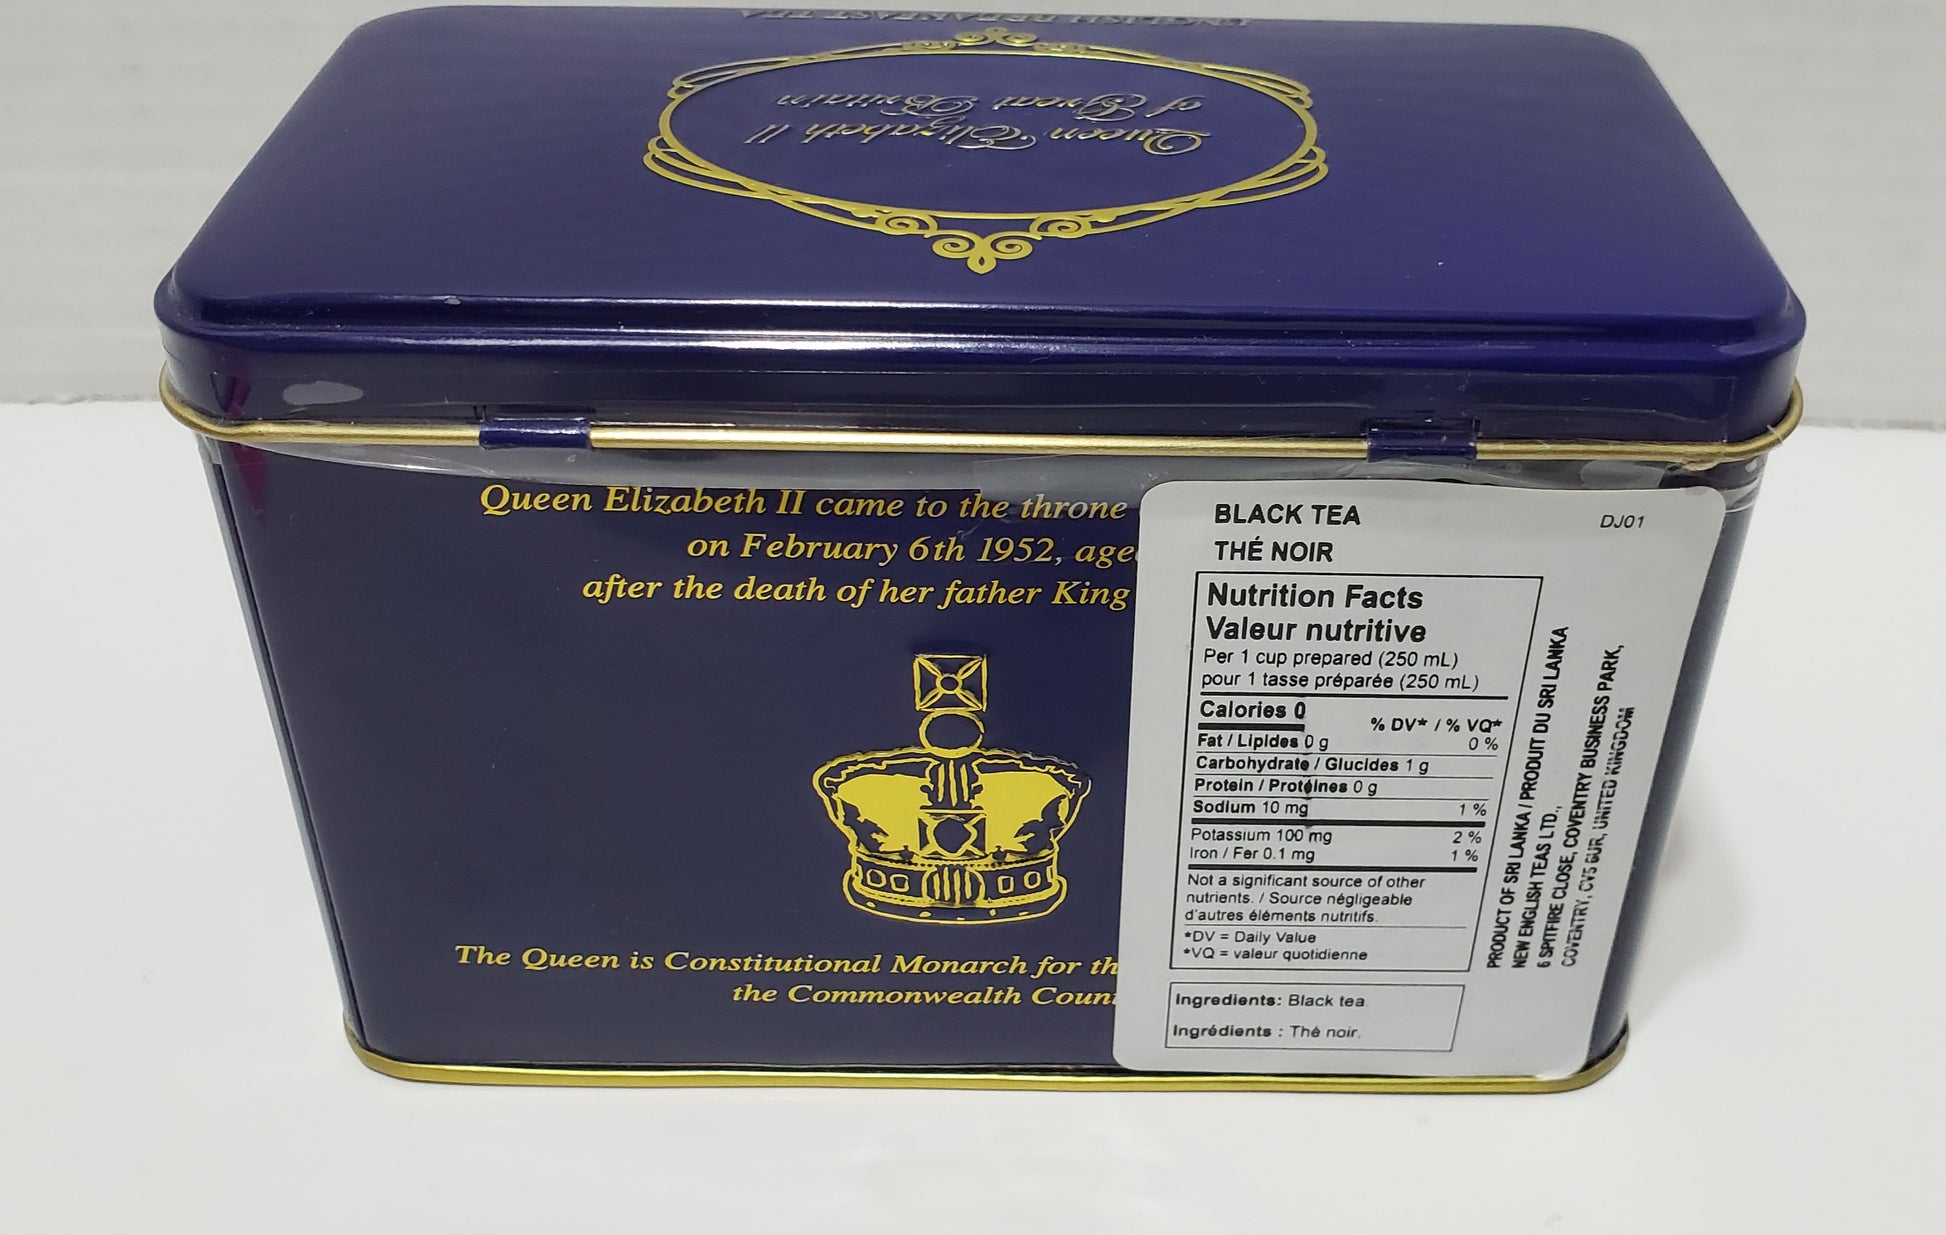 ENGLISH BREAKFAST TEA
Queen Elizabeth II
of Great Britain
Queen Elizabeth II came to the throne
on February 6th 1952, age
after the death of her father King
The Queen is Constitutional Monarch for th
the Commonwealth Coun
BLACK TEA
DJ01
THÉ NOIR
Nutrition Facts
Valeur nutritive
Per 1 cup prepared (250 mL)
pour 1 tasse préparée (250 mL)
Calories 0
% DV* / % VQ*
Fat / Lipides 0 g 0 %
Carbohydrate / Glucides 1 g
Protein / Protéines 0 g
Sodium 10 mg 1 %
Potassium 100 mg 2 %
Iron / Fer 0.1 mg 1 %
Not a significant source of other
nutrients. / Source négligeable
d'autres éléments nutritifs.
*DV = Daily Value
*VQ = valeur quotidienne
Ingredients: Black tea.
Ingrédients : Thé noir.
PRODUCT OF SRI LANKA / PRODUIT DU SRI LANKA
NEW ENGLISH TEAS LTD.,
6 SPITFIRE CLOSE, COVENTRY BUSINESS PARK,
COVENTRY, CV5 6UR, UNITED KINGDOM